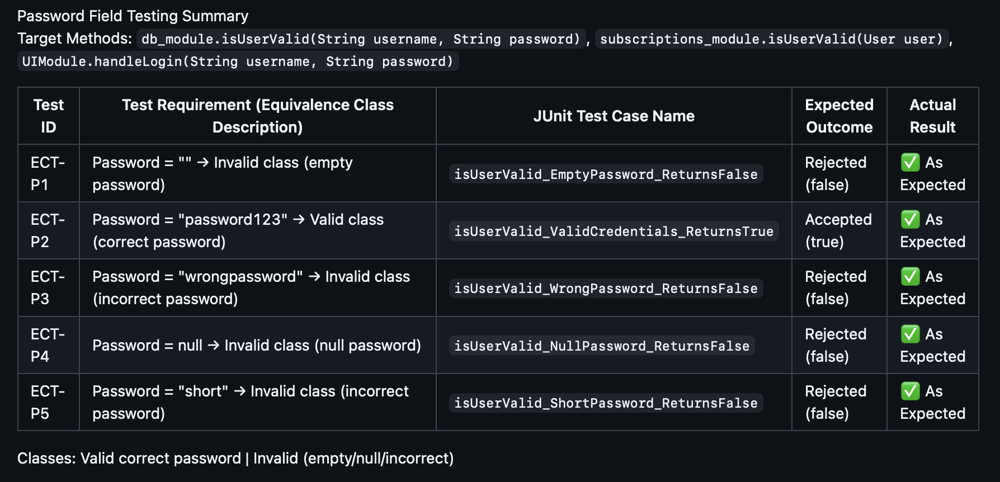 Password Field Testing Summary
Target Methods: db_module.isUserValid(String username, String password), subscriptions_module.isUserValid(User user),
UIModule.handleLogin(String username, String password)
Test ID | Test Requirement (Equivalence Class Description) | JUnit Test Case Name | Expected Outcome | Actual Result
ECT-P1 | Password = "" → Invalid class (empty password) | isUserValid_EmptyPassword_ReturnsFalse | Rejected (false) | ✅ As Expected
ECT-P2 | Password = "password123" → Valid class (correct password) | isUserValid_ValidCredentials_ReturnsTrue | Accepted (true) | ✅ As Expected
ECT-P3 | Password = "wrongpassword" → Invalid class (incorrect password) | isUserValid_WrongPassword_ReturnsFalse | Rejected (false) | ✅ As Expected
ECT-P4 | Password = null → Invalid class (null password) | isUserValid_NullPassword_ReturnsFalse | Rejected (false) | ✅ As Expected
ECT-P5 | Password = "short" → Invalid class (incorrect password) | isUserValid_ShortPassword_ReturnsFalse | Rejected (false) | ✅ As Expected
Classes: Valid correct password | Invalid (empty/null/incorrect)